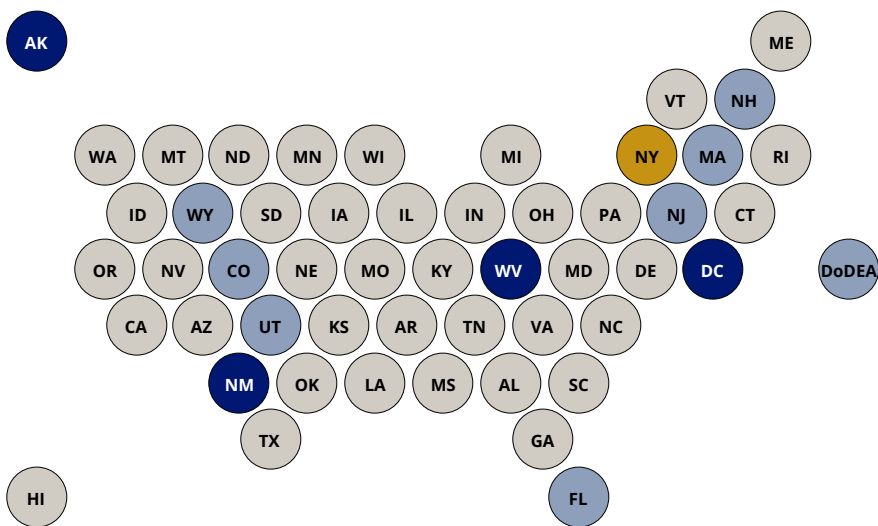 AK ME
VT NH
WA MT ND MN WI MI NY MA RI
ID WY SD IA IL IN OH PA NJ CT
OR NV CO NE MO KY WV MD DE DC DoDEA
CA AZ UT KS AR TN VA NC
NM OK LA MS AL SC
TX GA
HI FL